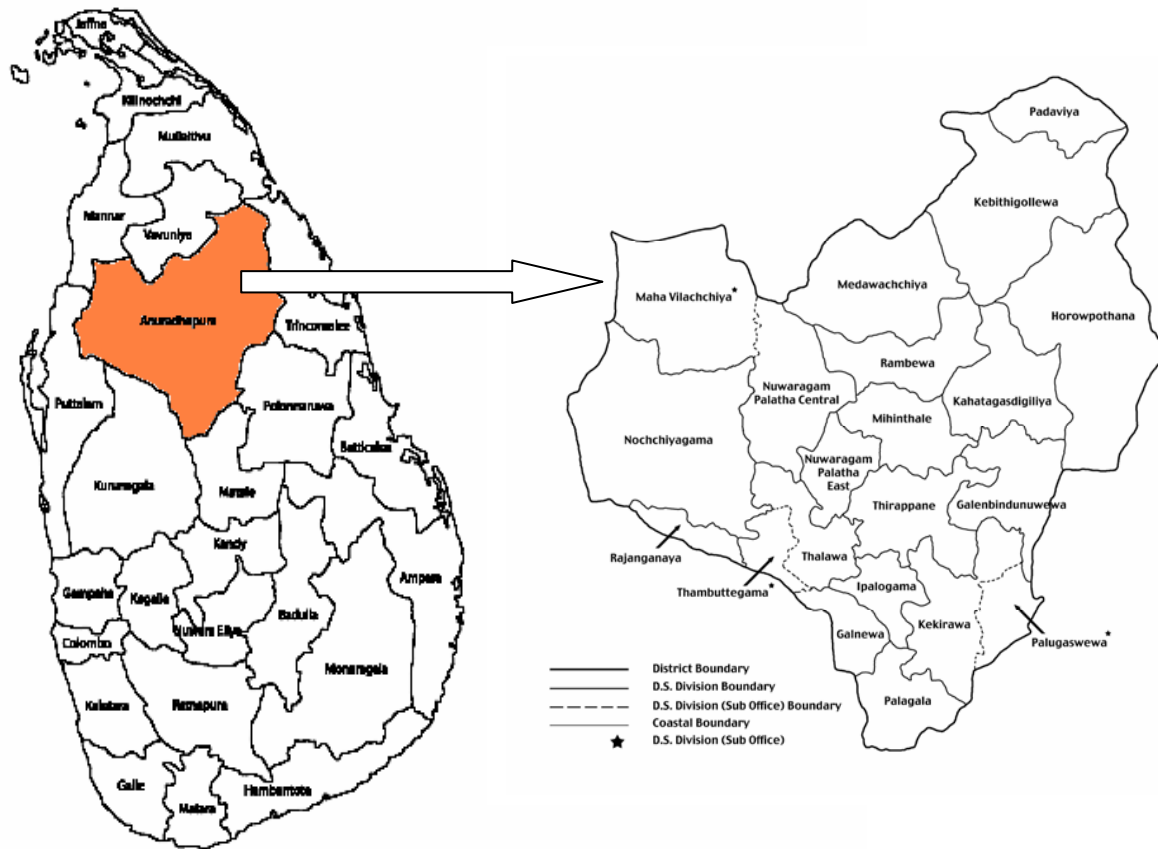 Jaffna
Kilinochchi
Mullaithvu
Mannar
Vavuniya
Anuradhapura
Trincomalee
Puttalam
Polonnaruwa
Batticaloa
Kurunegala
Matale
Kandy
Ampara
Gampaha
Kegalle
Badulla
Nuwara Eliya
Colombo
Monaragala
Kalutara
Ratnapura
Galle
Hambantota
Matara
Padaviya
Kebithigollewa
Maha Vilachchiya★
Medawachchiya
Horowpothana
Rambewa
Nuwaragam
Palatha Central
Kahatagasdigiliya
Mihinthale
Nochchiyagama
Nuwaragam
Palatha
East
Thirappane
Galenbindunuwewa
Rajanganaya
Thalawa
Thambuttegama★
Ipalogama
Galnewa
Kekirawa
Palugaswewa★
Palagala
District Boundary
D.S. Division Boundary
D.S. Division (Sub Office) Boundary
Coastal Boundary
★ D.S. Division (Sub Office)